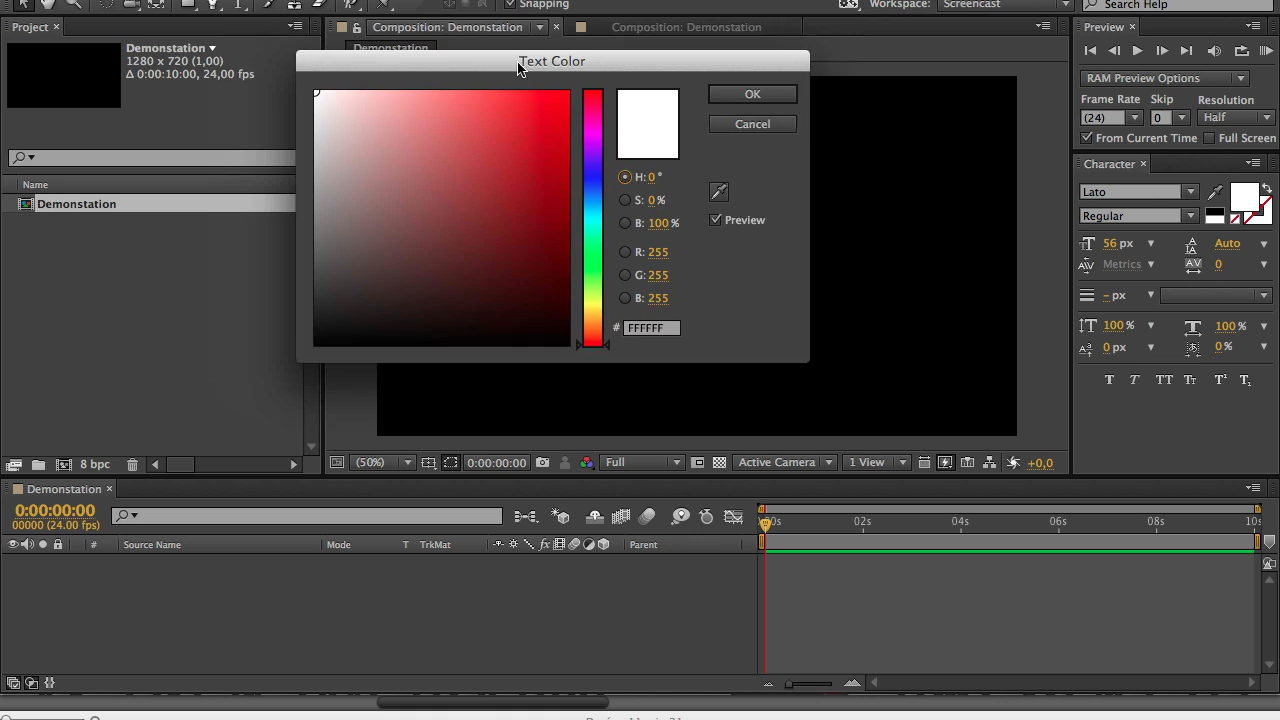 Snapping
Workspace:
Screencast
Search Help
Project
Composition: Demonstation
Composition: Demonstation
Preview
Demonstation
Demonstation
1280 x 720 (1,00)
Δ 0:00:10:00, 24,00 fps
Text Color
OK
Cancel
RAM Preview Options
Frame Rate
Skip
Resolution
(24)
0
Half
From Current Time
Full Screen
Character
H: 0 °
S: 0 %
B: 100 %
Preview
R: 255
G: 255
B: 255
# FFFFFF
Name
Demonstation
Lato
Regular
56 px
Auto
Metrics
0
- px
100 %
100 %
0 px
0 %
T T TT Tт T¹ T₁
8 bpc
(50%)
0:00:00:00
Full
Active Camera
1 View
+0,0
Demonstation
0:00:00:00
00000 (24.00 fps)
02s
04s
06s
08s
10s
#
Source Name
Mode
T
TrkMat
fx
Parent